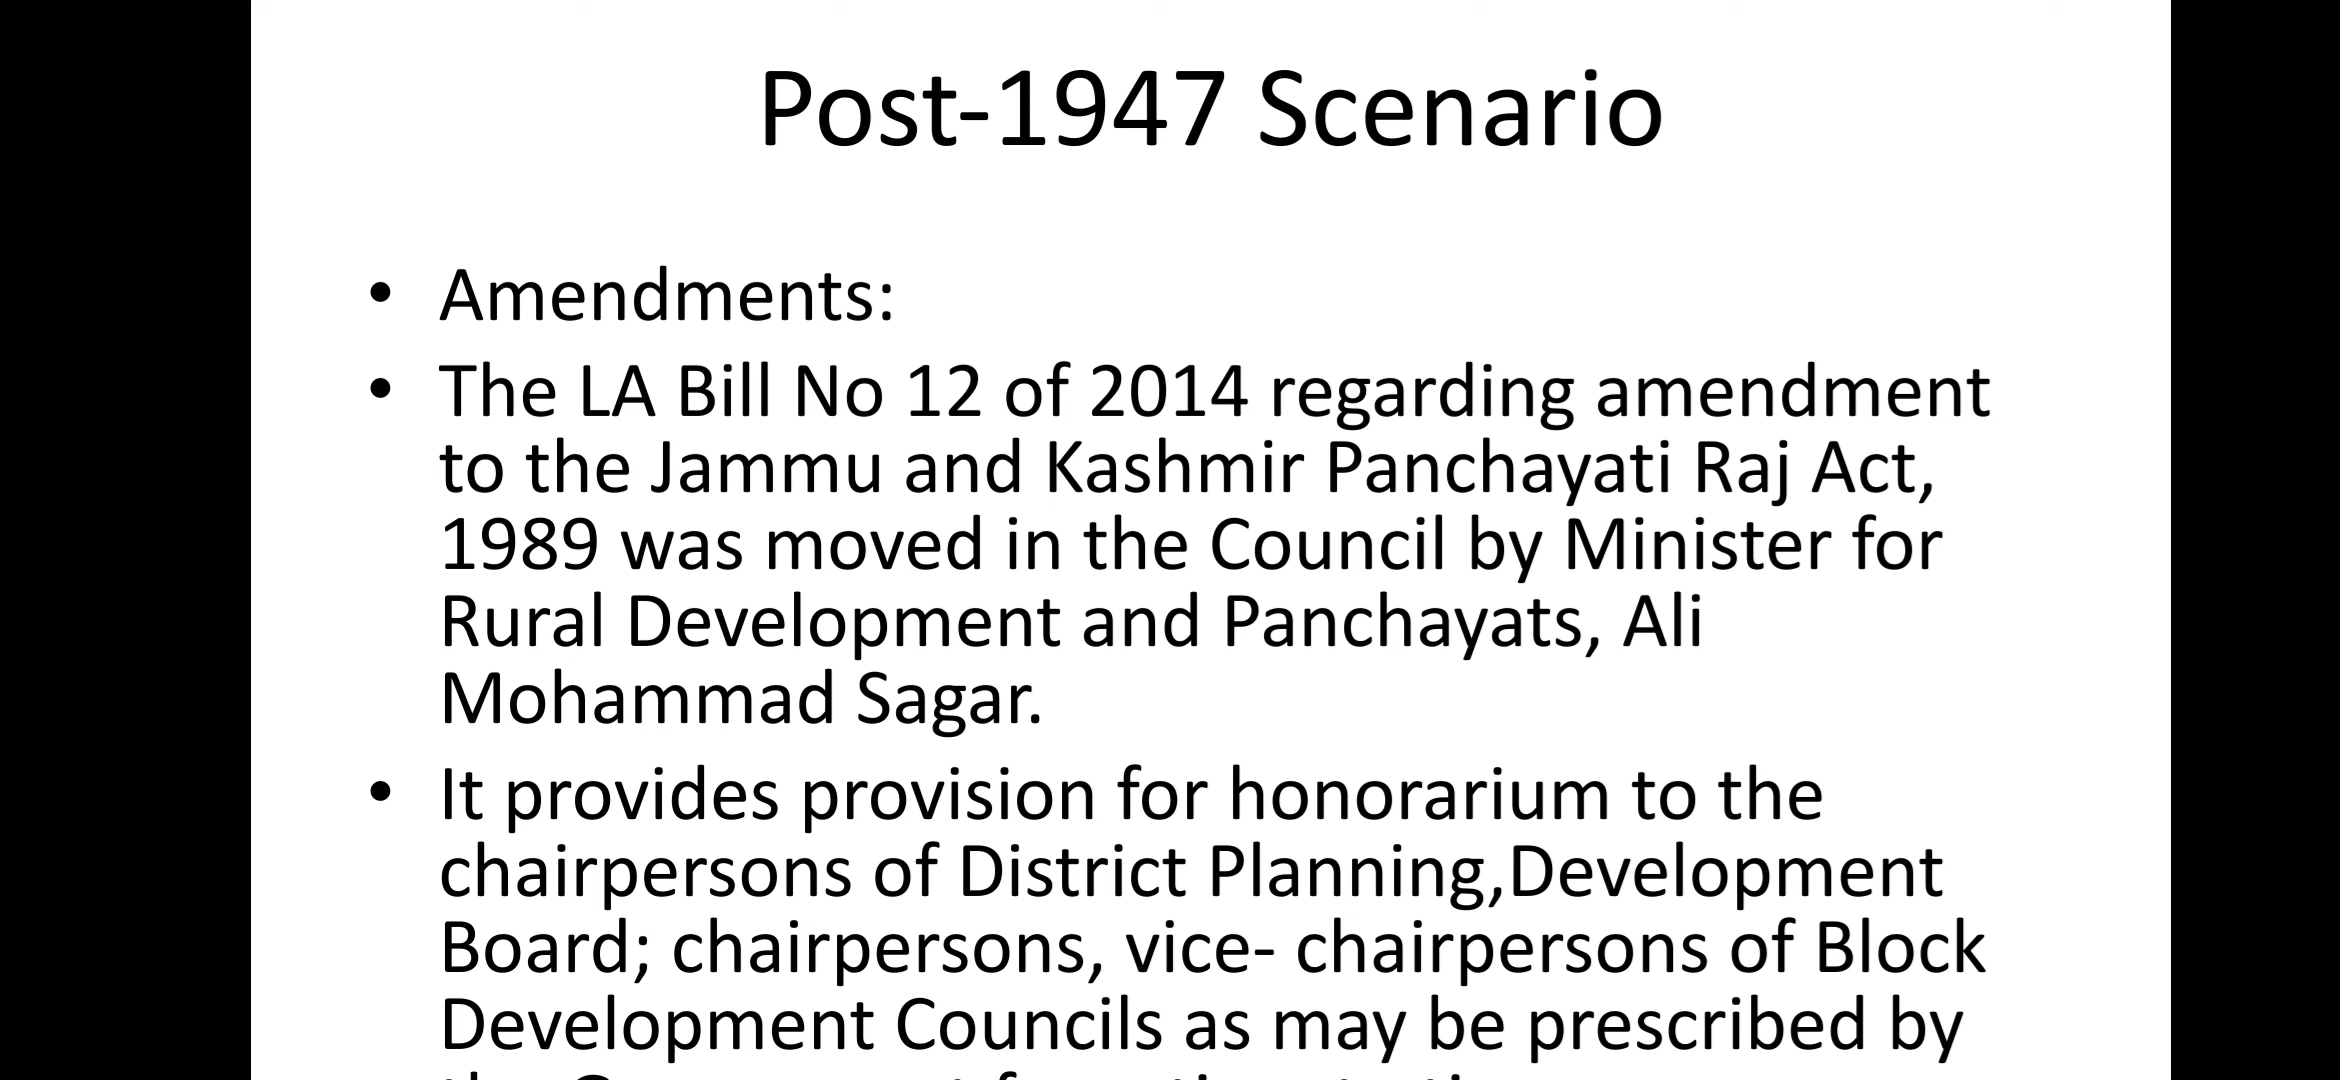 Post-1947 Scenario
• Amendments:
• The LA Bill No 12 of 2014 regarding amendment
to the Jammu and Kashmir Panchayati Raj Act,
1989 was moved in the Council by Minister for
Rural Development and Panchayats, Ali
Mohammad Sagar.
• It provides provision for honorarium to the
chairpersons of District Planning,Development
Board; chairpersons, vice- chairpersons of Block
Development Councils as may be prescribed by